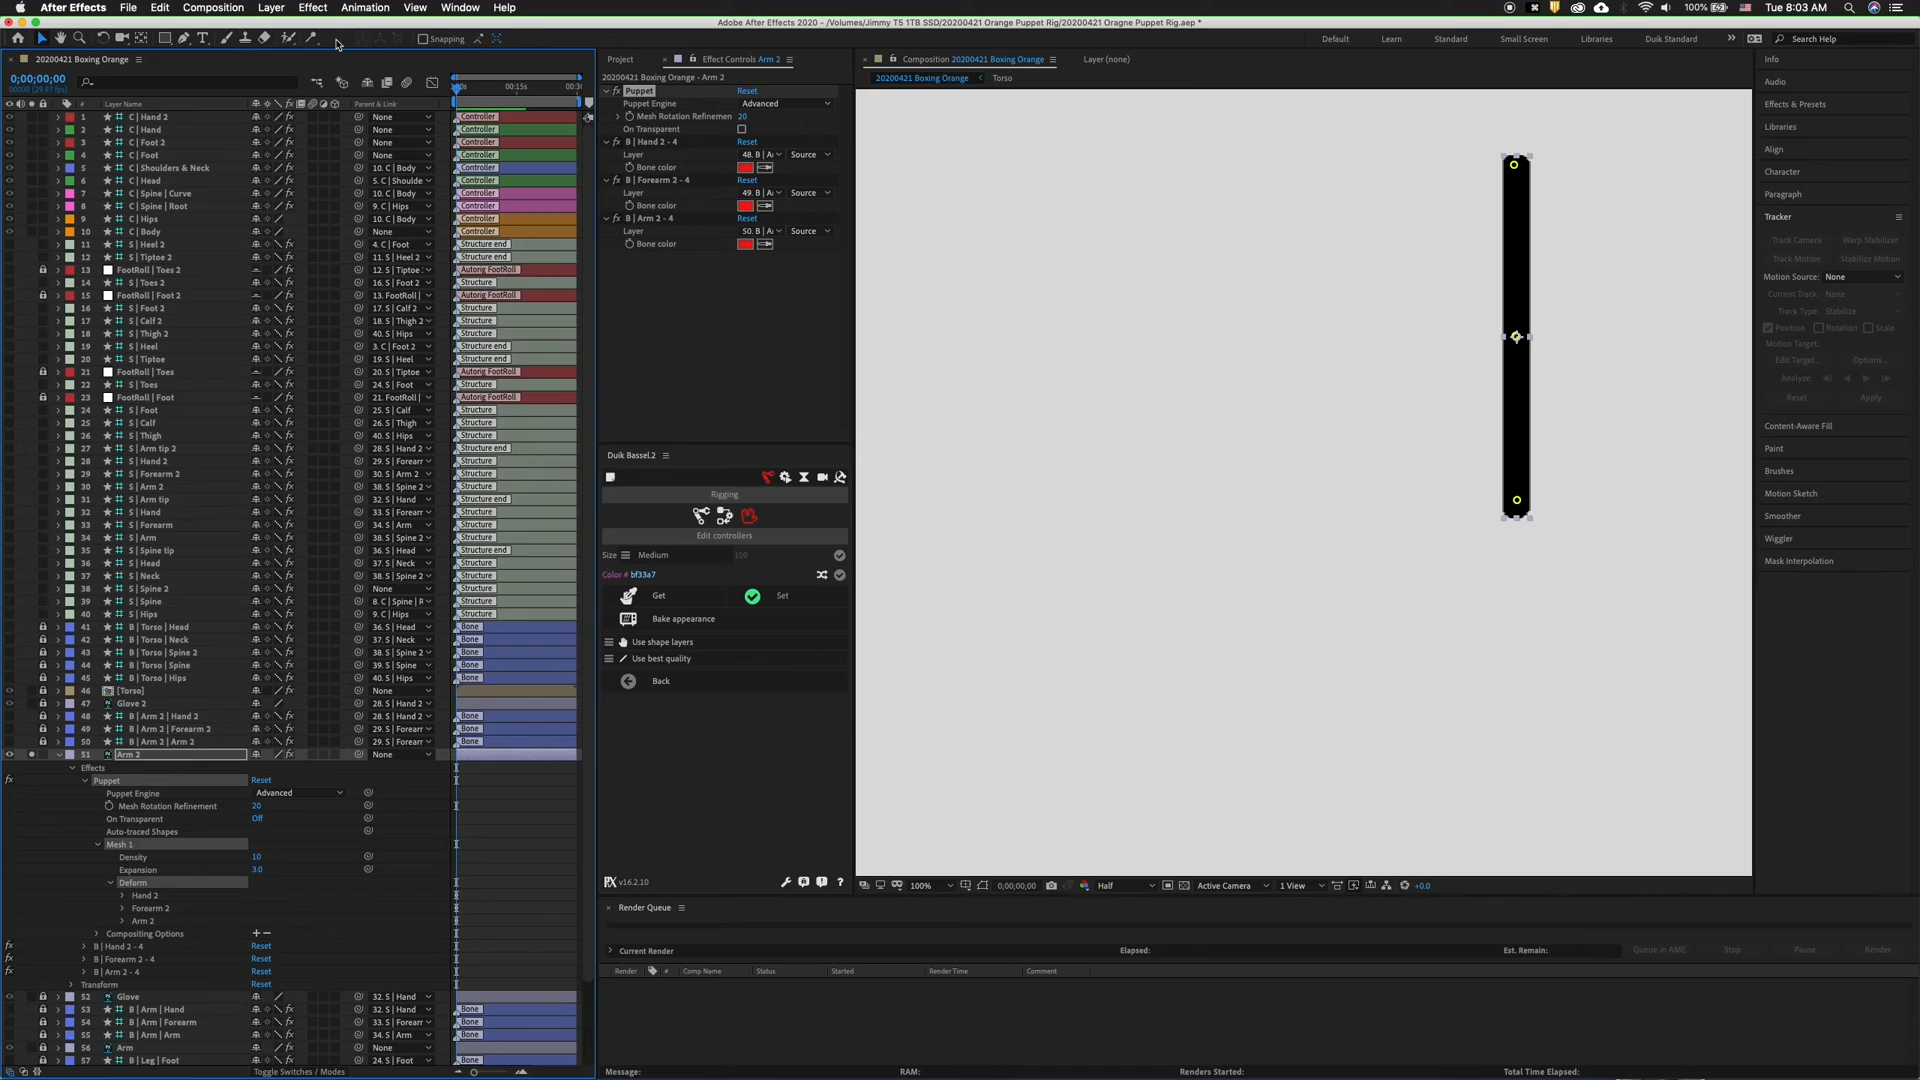 After Effects File Edit Composition Layer Effect Animation View Window Help
100% Tue 8:03 AM
Adobe After Effects 2020 - /Volumes/Jimmy T5 1TB SSD/20200421 Orange Puppet Rig/20200421 Oragne Puppet Rig.aep *
Snapping
Default Learn Standard Small Screen Libraries Duik Standard Search Help
20200421 Boxing Orange
0;00;00;00
00000 (29.97 fps)
00:15s
# Layer Name Parent & Link
1 C | Hand 2 None Controller
2 C | Hand None Controller
3 C | Foot 2 None Controller
4 C | Foot None Controller
5 C | Shoulders & Neck 10. C | Body Controller
6 C | Head 5. C | Shoulde Controller
7 C | Spine | Curve 10. C | Body Controller
8 C | Spine | Root 9. C | Hips Controller
9 C | Hips 10. C | Body Controller
10 C | Body None Controller
11 S | Heel 2 4. C | Foot Structure end
12 S | Tiptoe 2 11. S | Heel 2 Structure end
13 FootRoll | Toes 2 12. S | Tiptoe Autorig FootRoll
14 S | Toes 2 16. S | Foot 2 Structure
15 FootRoll | Foot 2 13. FootRoll | Autorig FootRoll
16 S | Foot 2 17. S | Calf 2 Structure
17 S | Calf 2 18. S | Thigh 2 Structure
18 S | Thigh 2 40. S | Hips Structure
19 S | Heel 3. C | Foot 2 Structure end
20 S | Tiptoe 19. S | Heel Structure end
21 FootRoll | Toes 20. S | Tiptoe Autorig FootRoll
22 S | Toes 24. S | Foot Structure
23 FootRoll | Foot 21. FootRoll | Autorig FootRoll
24 S | Foot 25. S | Calf Structure
25 S | Calf 26. S | Thigh Structure
26 S | Thigh 40. S | Hips Structure
27 S | Arm tip 2 28. S | Hand 2 Structure end
28 S | Hand 2 29. S | Forearr Structure
29 S | Forearm 2 30. S | Arm 2 Structure
30 S | Arm 2 38. S | Spine 2 Structure
31 S | Arm tip 32. S | Hand Structure end
32 S | Hand 33. S | Forearr Structure
33 S | Forearm 34. S | Arm Structure
34 S | Arm 38. S | Spine 2 Structure
35 S | Spine tip 36. S | Head Structure end
36 S | Head 37. S | Neck Structure
37 S | Neck 38. S | Spine 2 Structure
38 S | Spine 2 None Structure
39 S | Spine 8. C | Spine | R Structure
40 S | Hips 9. C | Hips Structure
41 B | Torso | Head 36. S | Head Bone
42 B | Torso | Neck 37. S | Neck Bone
43 B | Torso | Spine 2 38. S | Spine 2 Bone
44 B | Torso | Spine 39. S | Spine Bone
45 B | Torso | Hips 40. S | Hips Bone
46 [Torso] None
47 Glove 2 28. S | Hand 2
48 B | Arm 2 | Hand 2 28. S | Hand 2 Bone
49 B | Arm 2 | Forearm 2 29. S | Forearr Bone
50 B | Arm 2 | Arm 2 29. S | Forearr Bone
51 Arm 2 None
Effects
Puppet Reset
Puppet Engine Advanced
Mesh Rotation Refinement 20
On Transparent Off
Auto-traced Shapes
Mesh 1
Density 10
Expansion 3.0
Deform
Hand 2
Forearm 2
Arm 2
Compositing Options + −
B | Hand 2 - 4 Reset
B | Forearm 2 - 4 Reset
B | Arm 2 - 4 Reset
Transform Reset
52 Glove 32. S | Hand
53 B | Arm | Hand 32. S | Hand Bone
54 B | Arm | Forearm 33. S | Forearr Bone
55 B | Arm | Arm 34. S | Arm Bone
56 Arm None
57 B | Leg | Foot 24. S | Foot Bone
Toggle Switches / Modes
Project Effect Controls Arm 2
20200421 Boxing Orange - Arm 2
Puppet Reset
Puppet Engine Advanced
Mesh Rotation Refinemen 20
On Transparent
B | Hand 2 - 4 Reset
Layer 48. B | A Source
Bone color
B | Forearm 2 - 4 Reset
Layer 49. B | A Source
Bone color
B | Arm 2 - 4 Reset
Layer 50. B | A Source
Bone color
Duik Bassel.2
Rigging
Edit controllers
Size Medium 100
Color # bf33a7
Get Set
Bake appearance
Use shape layers
Use best quality
Back
v16.2.10 ?
Composition 20200421 Boxing Orange Layer (none)
20200421 Boxing Orange Torso
100% 0;00;00;00 Half Active Camera 1 View +0.0
Render Queue
Current Render Elapsed: Est. Remain: Queue in AME Stop Pause Render
Render # Comp Name Status Started Render Time Comment
Message: RAM: Renders Started: Total Time Elapsed:
Info
Audio
Effects & Presets
Libraries
Align
Character
Paragraph
Tracker
Track Camera Warp Stabilizer
Track Motion Stabilize Motion
Motion Source: None
Current Track: None
Track Type: Stabilize
Position Rotation Scale
Motion Target:
Edit Target... Options...
Analyze:
Reset Apply
Content-Aware Fill
Paint
Brushes
Motion Sketch
Smoother
Wiggler
Mask Interpolation